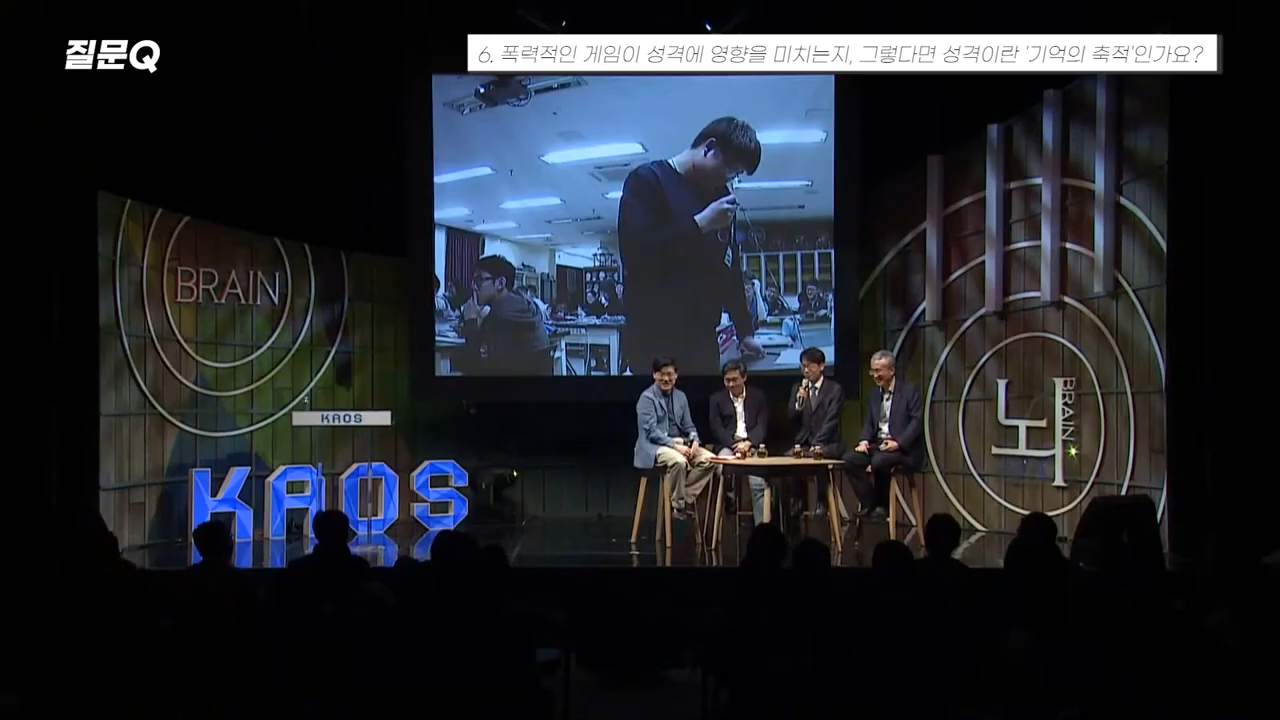 질문Q
6. 폭력적인 게임이 성격에 영향을 미치는지, 그렇다면 성격이란 '기억의 축적'인가요?
BRAIN
KAOS
KAOS
뇌
BRAIN